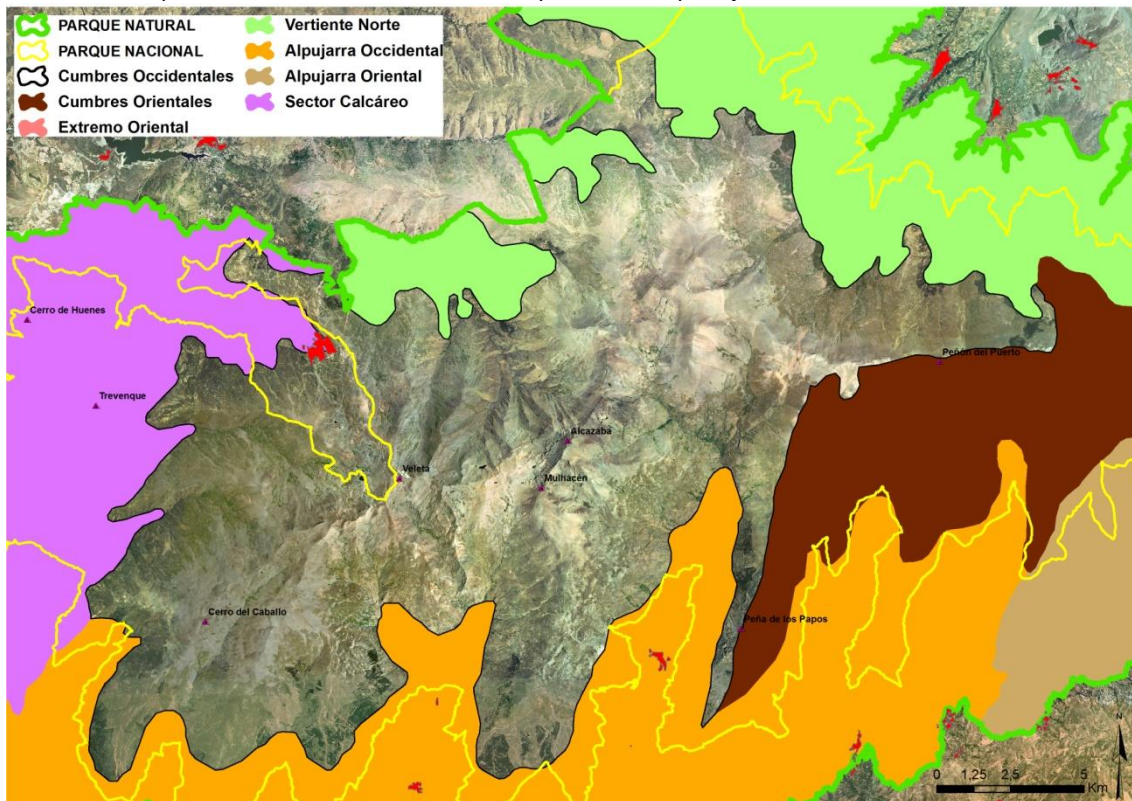 PARQUE NATURAL
PARQUE NACIONAL
Cumbres Occidentales
Cumbres Orientales
Extremo Oriental
Vertiente Norte
Alpujarra Occidental
Alpujarra Oriental
Sector Calcáreo
Cerro de Huenes
Peñón del Puerto
Trevenque
Alcazaba
Veleta
Mulhacén
Cerro del Caballo
Peña de los Papos
N
0 1,25 2,5 5
Km